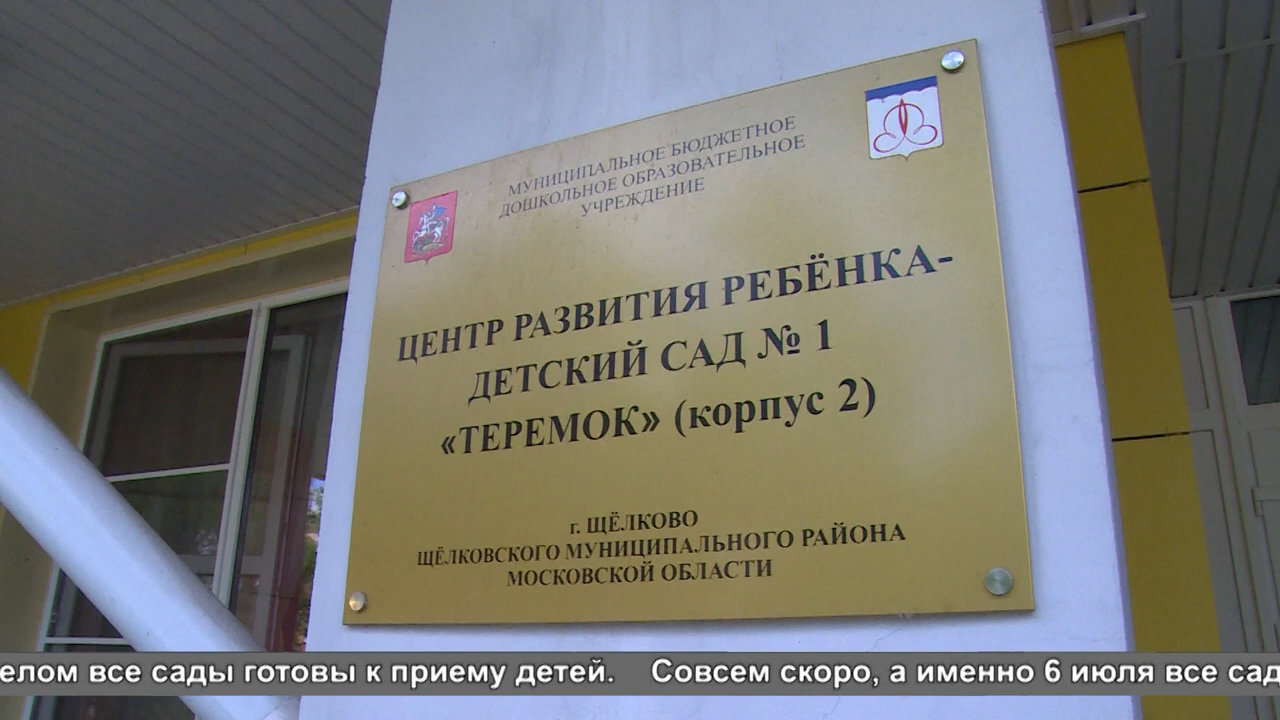 МУНИЦИПАЛЬНОЕ БЮДЖЕТНОЕ
ДОШКОЛЬНОЕ ОБРАЗОВАТЕЛЬНОЕ
УЧРЕЖДЕНИЕ
ЦЕНТР РАЗВИТИЯ РЕБЁНКА-
ДЕТСКИЙ САД № 1
«ТЕРЕМОК» (корпус 2)
г. ЩЁЛКОВО
ЩЁЛКОВСКОГО МУНИЦИПАЛЬНОГО РАЙОНА
МОСКОВСКОЙ ОБЛАСТИ
елом все сады готовы к приему детей. Совсем скоро, а именно 6 июля все сад